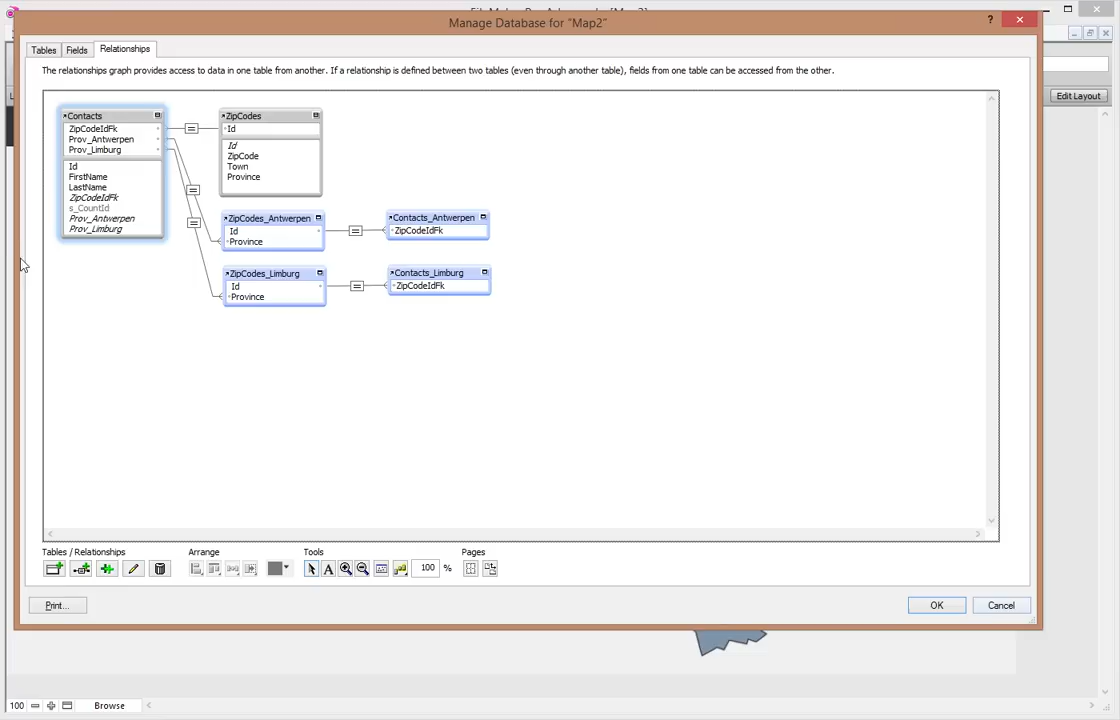 Manage Database for "Map2"
?
Tables
Fields
Relationships
The relationships graph provides access to data in one table from another. If a relationship is defined between two tables (even through another table), fields from one table can be accessed from the other.
Edit Layout
Contacts
ZipCodeIdFk
Prov_Antwerpen
Prov_Limburg
Id
FirstName
LastName
ZipCodeIdFk
s_CountId
Prov_Antwerpen
Prov_Limburg
ZipCodes
Id
Id
ZipCode
Town
Province
ZipCodes_Antwerpen
Id
Province
Contacts_Antwerpen
ZipCodeIdFk
ZipCodes_Limburg
Id
Province
Contacts_Limburg
ZipCodeIdFk
Tables / Relationships
Arrange
Tools
Pages
A
100 %
Print...
OK
Cancel
100
Browse